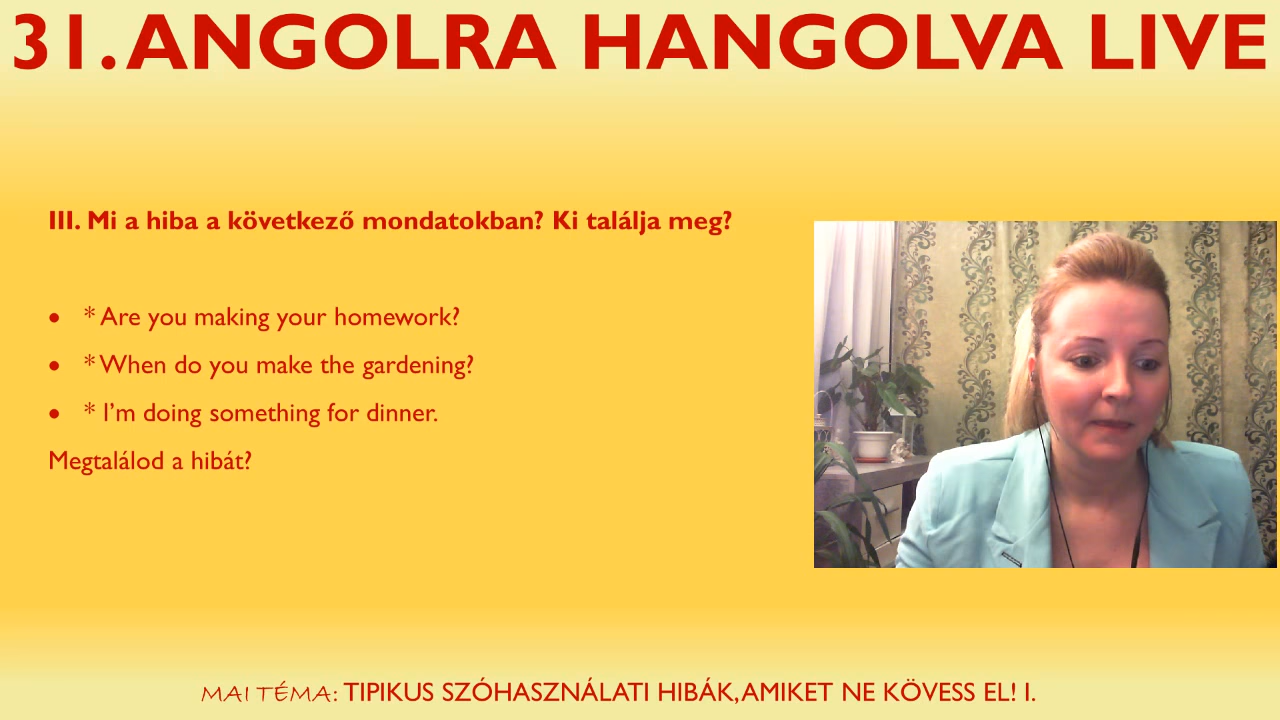 31. ANGOLRA HANGOLVA LIVE
III. Mi a hiba a következő mondatokban? Ki találja meg?
• * Are you making your homework?
• * When do you make the gardening?
• * I’m doing something for dinner.
Megtalálod a hibát?
MAI TÉMA: TIPIKUS SZÓHASZNÁLATI HIBÁK, AMIKET NE KÖVESS EL! I.